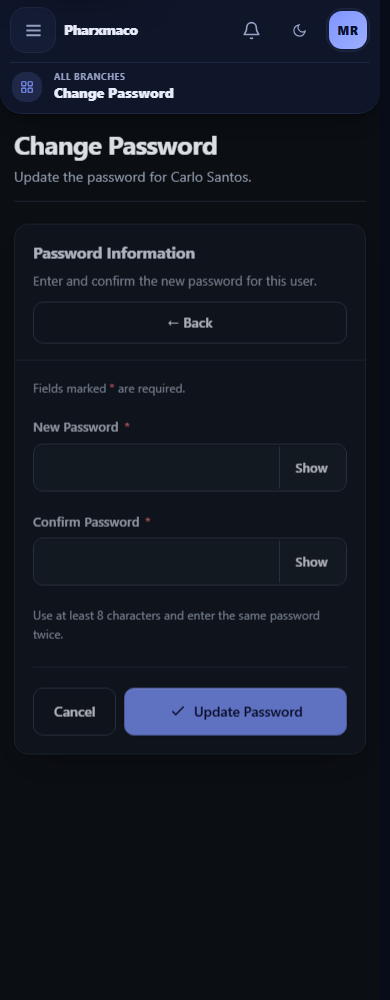 Pharxmaco
MR
ALL BRANCHES
Change Password
Change Password
Update the password for Carlo Santos.
Password Information
Enter and confirm the new password for this user.
← Back
Fields marked * are required.
New Password *
Show
Confirm Password *
Show
Use at least 8 characters and enter the same password
twice.
Cancel
✓ Update Password